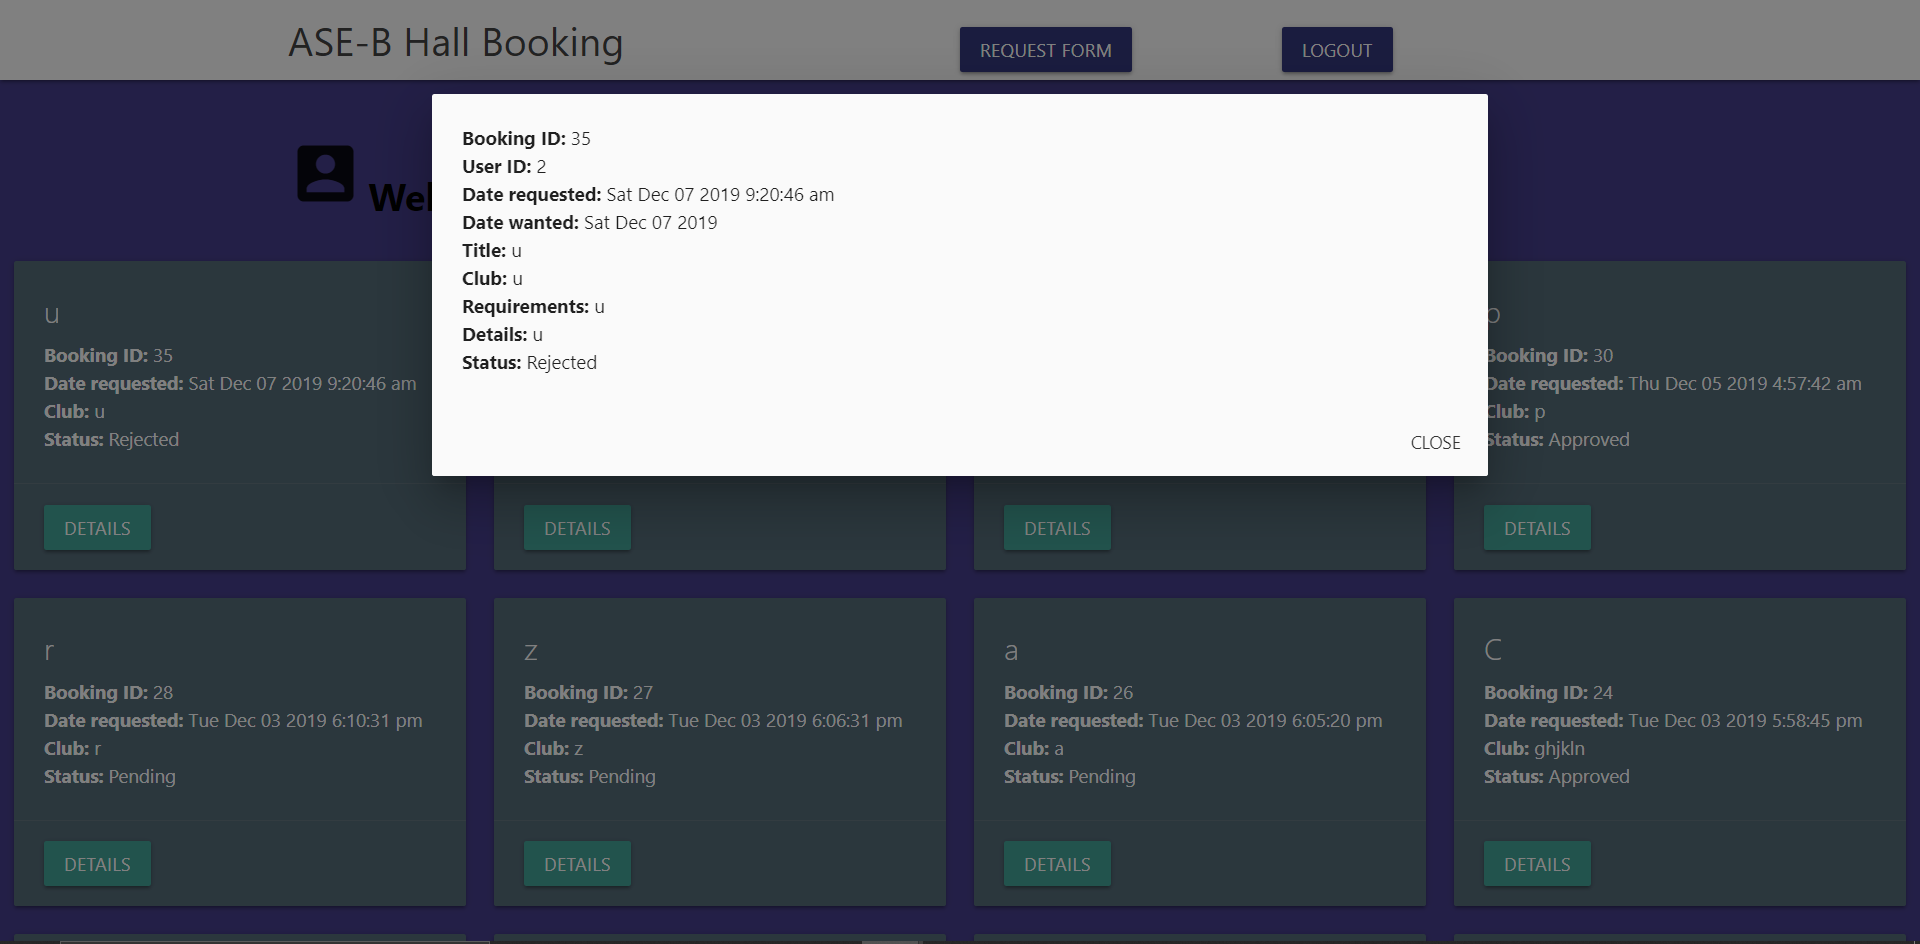 ASE-B Hall Booking
REQUEST FORM
LOGOUT
Booking ID: 35
User ID: 2
Date requested: Sat Dec 07 2019 9:20:46 am
Date wanted: Sat Dec 07 2019
Title: u
Club: u
Requirements: u
Details: u
Status: Rejected
CLOSE
u
Booking ID: 35
Date requested: Sat Dec 07 2019 9:20:46 am
Club: u
Status: Rejected
DETAILS
DETAILS
DETAILS
Booking ID: 30
Date requested: Thu Dec 05 2019 4:57:42 am
Club: p
Status: Approved
DETAILS
r
Booking ID: 28
Date requested: Tue Dec 03 2019 6:10:31 pm
Club: r
Status: Pending
DETAILS
z
Booking ID: 27
Date requested: Tue Dec 03 2019 6:06:31 pm
Club: z
Status: Pending
DETAILS
a
Booking ID: 26
Date requested: Tue Dec 03 2019 6:05:20 pm
Club: a
Status: Pending
DETAILS
C
Booking ID: 24
Date requested: Tue Dec 03 2019 5:58:45 pm
Club: ghjkln
Status: Approved
DETAILS